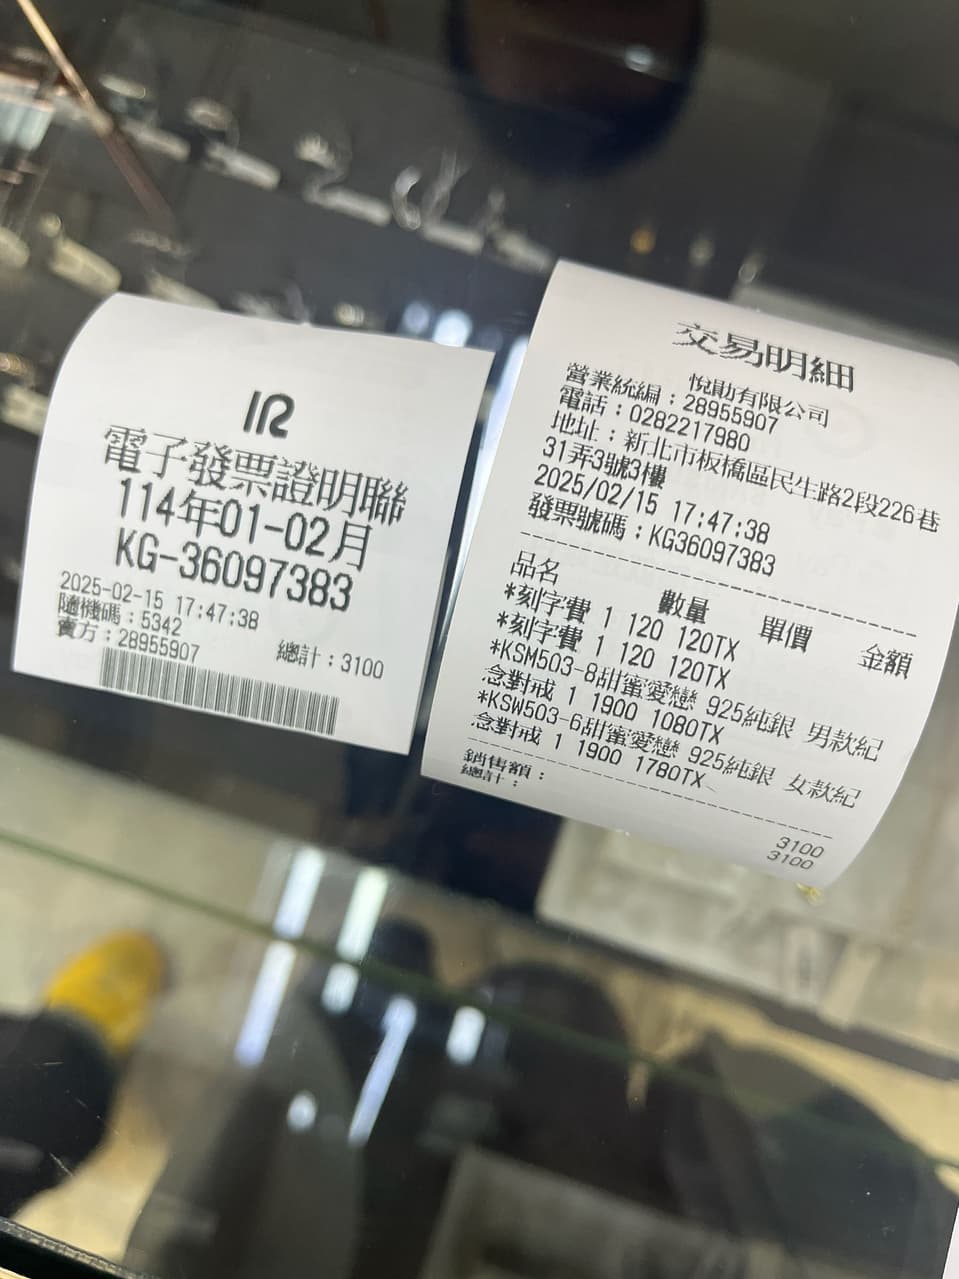 IR
電子發票證明聯
114年01-02月
KG-36097383
2025-02-15 17:47:38
隨機碼：5342 總計：3100
賣方：28955907
交易明細
悅勛有限公司
營業統編：28955907
電話：0282217980
地址：新北市板橋區民生路2段226巷
31弄3號3樓
2025/02/15 17:47:38
發票號碼：KG36097383
品名 數量 單價 金額
*刻字費 1 120 120TX
*刻字費 1 120 120TX
*KSM503-8甜蜜愛戀 925純銀 男款紀
念對戒 1 1900 1080TX
*KSW503-6甜蜜愛戀 925純銀 女款紀
念對戒 1 1900 1780TX
銷售額： 3100
總計： 3100